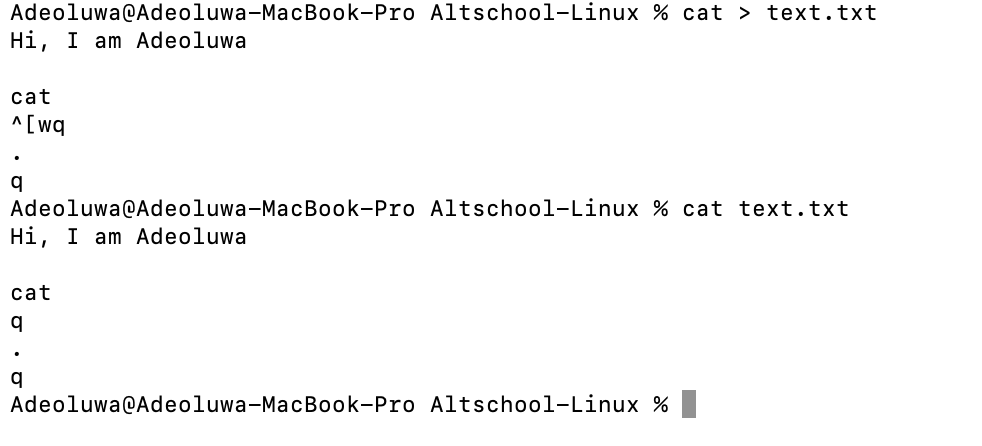 Adeoluwa@Adeoluwa-MacBook-Pro Altschool-Linux % cat > text.txt
Hi, I am Adeoluwa

cat
^[wq
.
q
Adeoluwa@Adeoluwa-MacBook-Pro Altschool-Linux % cat text.txt
Hi, I am Adeoluwa

cat
q
.
q
Adeoluwa@Adeoluwa-MacBook-Pro Altschool-Linux %